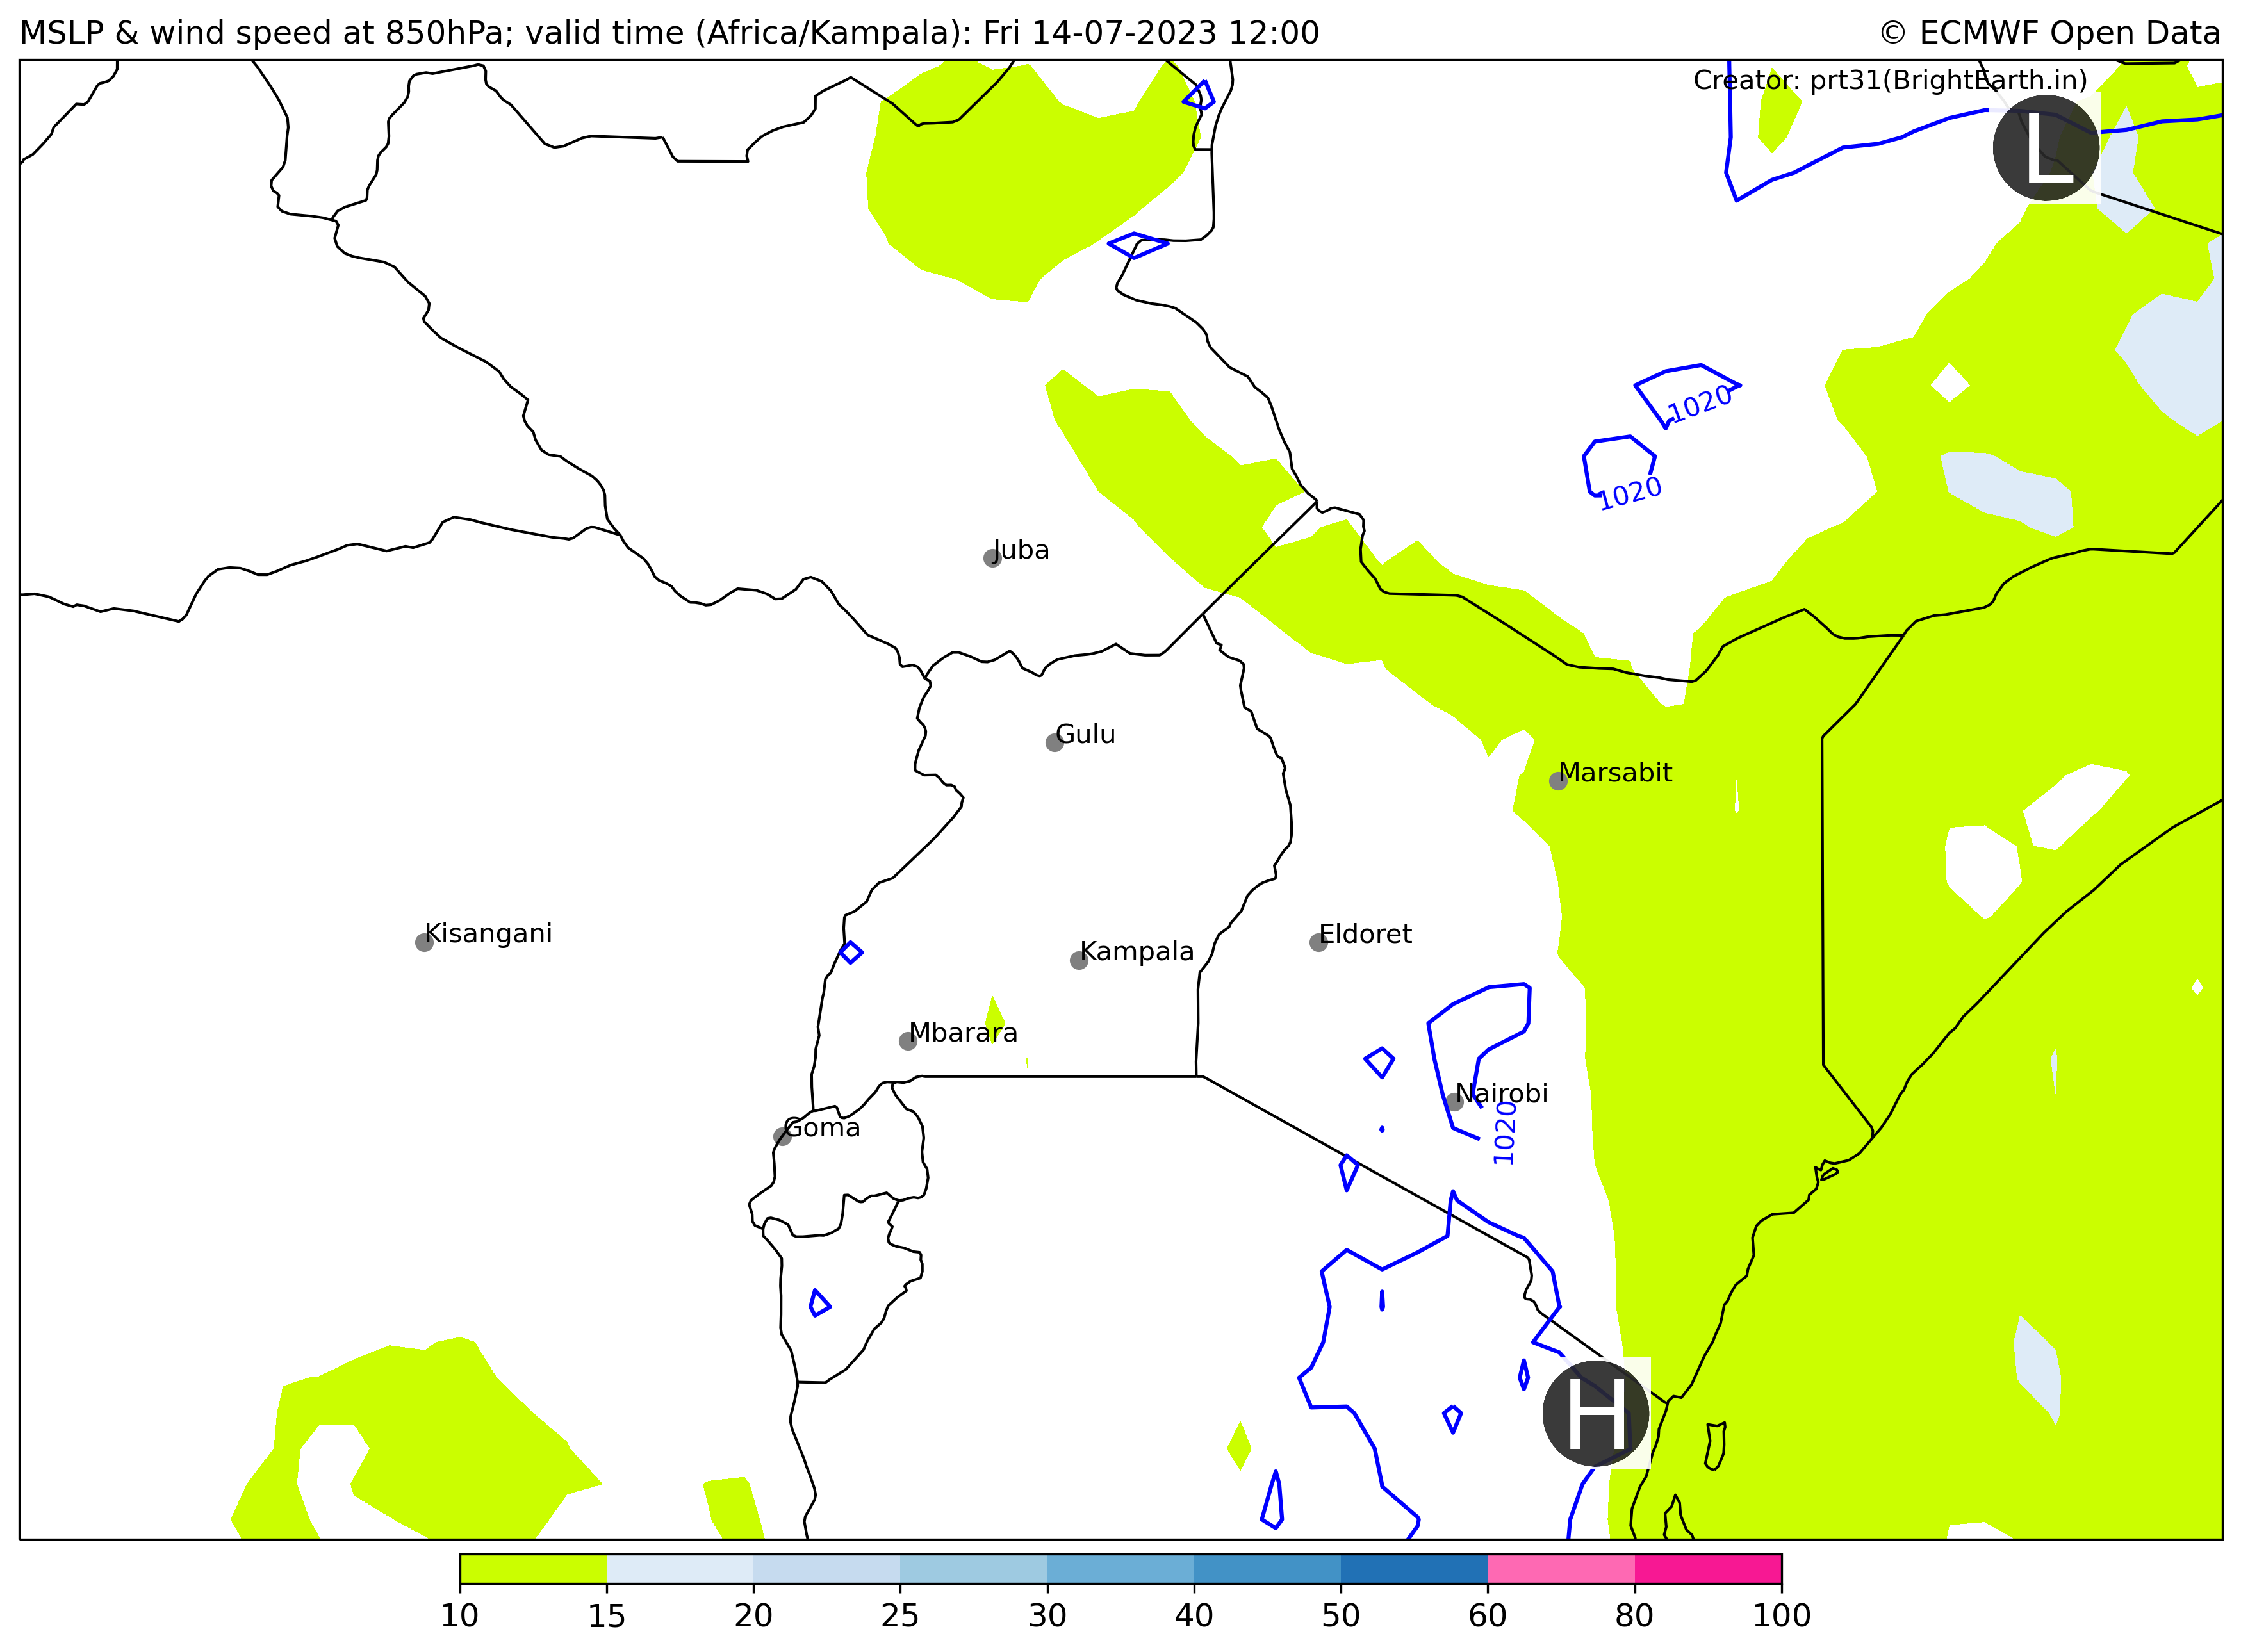 MSLP & wind speed at 850hPa; valid time (Africa/Kampala): Fri 14-07-2023 12:00
© ECMWF Open Data
Creator: prt31(BrightEarth.in)
L
1020
1020
Juba
Gulu
Marsabit
Kisangani
Eldoret
Kampala
Mbarara
Nairobi
Goma
1020
H
10 15 20 25 30 40 50 60 80 100